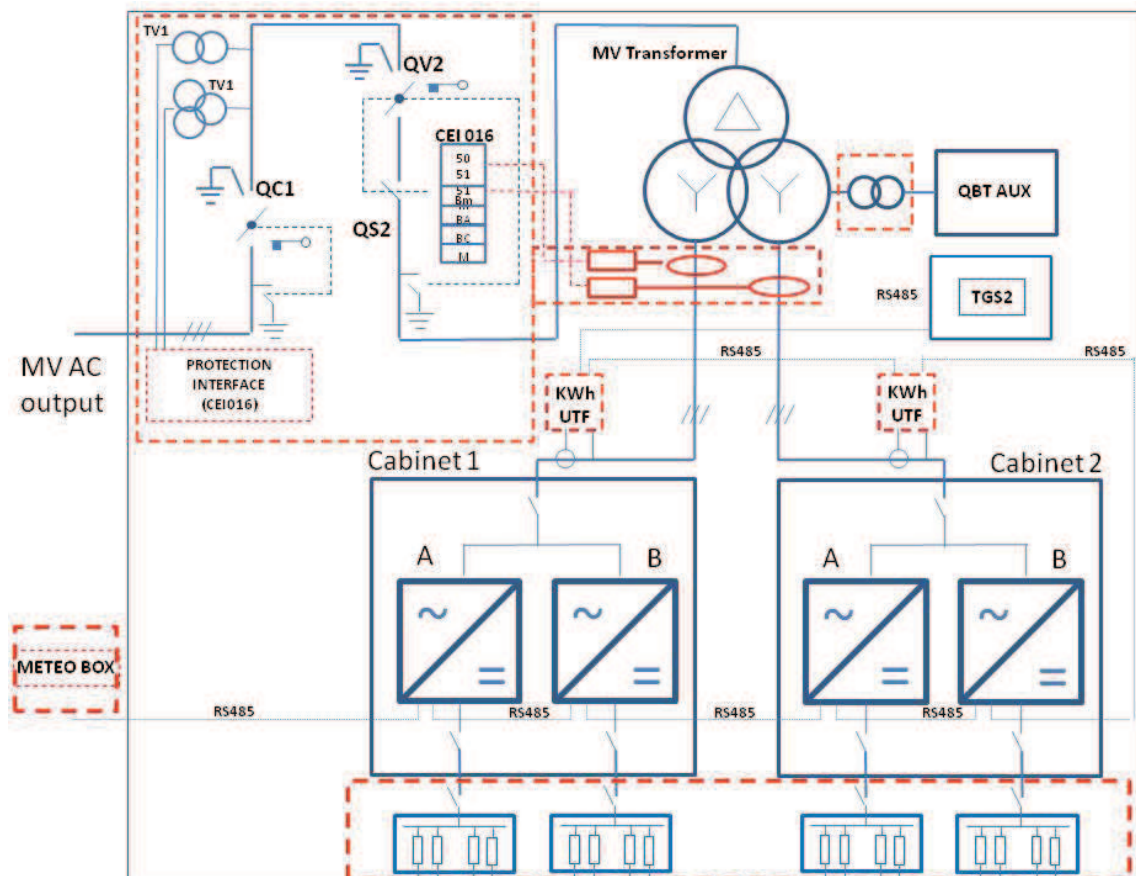 TV1
TV1
QV2
CEI 016
50
51
51
Bm
BA
BC
M
QC1
QS2
MV Transformer
QBT AUX
RS485
TGS2
MV AC
output
PROTECTION
INTERFACE
(CEI016)
RS485
RS485
KWh
UTF
KWh
UTF
Cabinet 1
Cabinet 2
A
B
A
B
~
~
~
~
METEO BOX
RS485
RS485
RS485
RS485